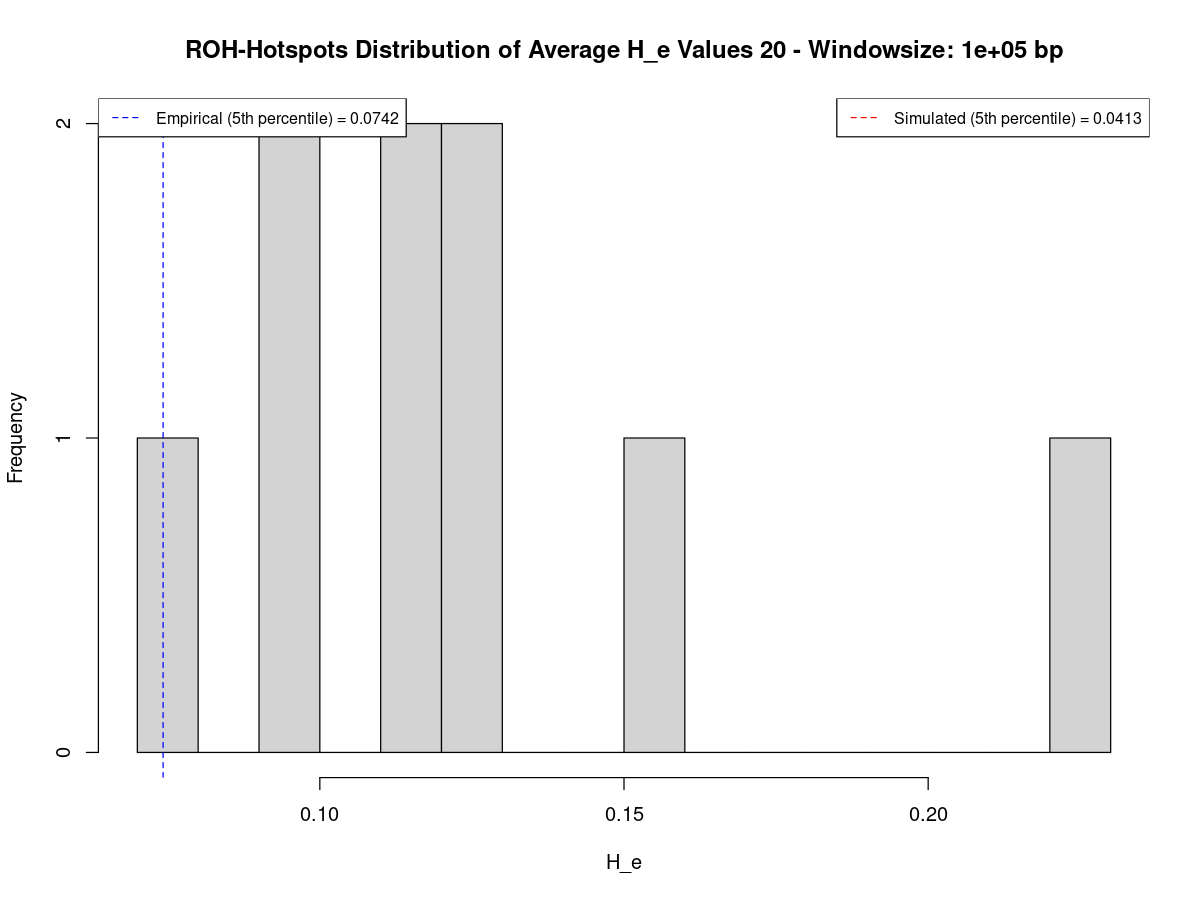 ROH-Hotspots Distribution of Average H_e Values 20 - Windowsize: 1e+05 bp
Empirical (5th percentile) = 0.0742
Simulated (5th percentile) = 0.0413
2
1
0
Frequency
0.10
0.15
0.20
H_e